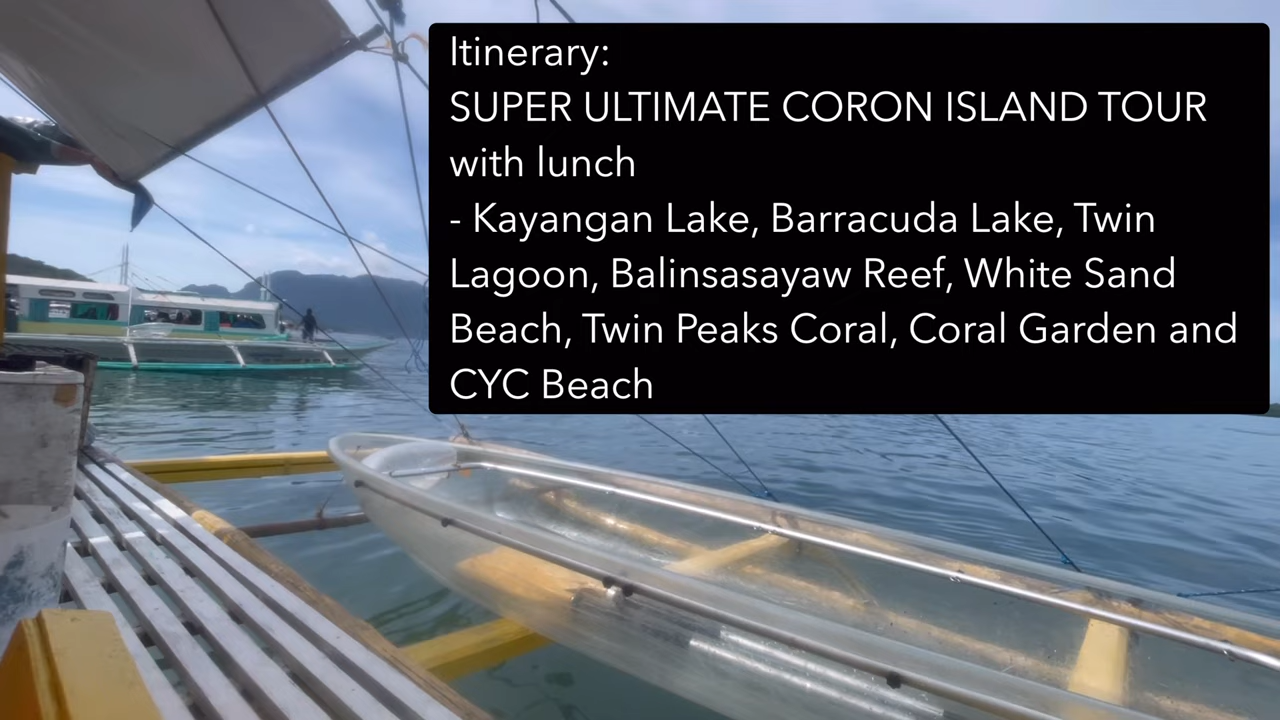 Itinerary:
SUPER ULTIMATE CORON ISLAND TOUR
with lunch
- Kayangan Lake, Barracuda Lake, Twin
Lagoon, Balinsasayaw Reef, White Sand
Beach, Twin Peaks Coral, Coral Garden and
CYC Beach